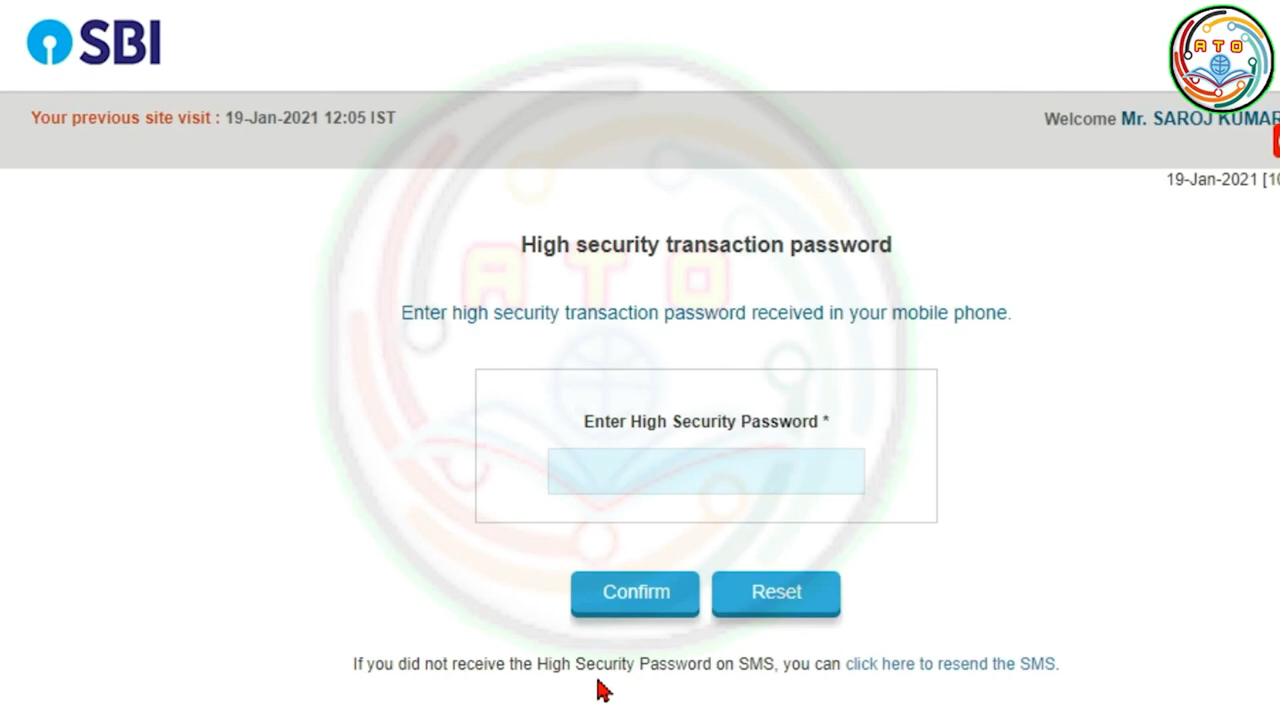 SBI
ATO
Your previous site visit : 19-Jan-2021 12:05 IST
Welcome Mr. SAROJ KUMAR
19-Jan-2021 [10
High security transaction password
ATO
Enter high security transaction password received in your mobile phone.
Enter High Security Password *
Confirm Reset
If you did not receive the High Security Password on SMS, you can click here to resend the SMS.